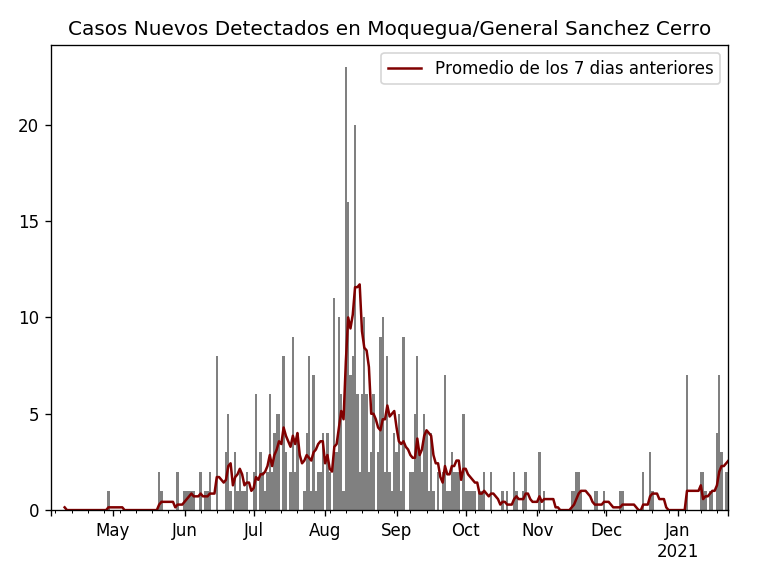 Casos Nuevos Detectados en Moquegua/General Sanchez Cerro
Promedio de los 7 dias anteriores
20
15
10
5
0
May Jun Jul Aug Sep Oct Nov Dec Jan
2021